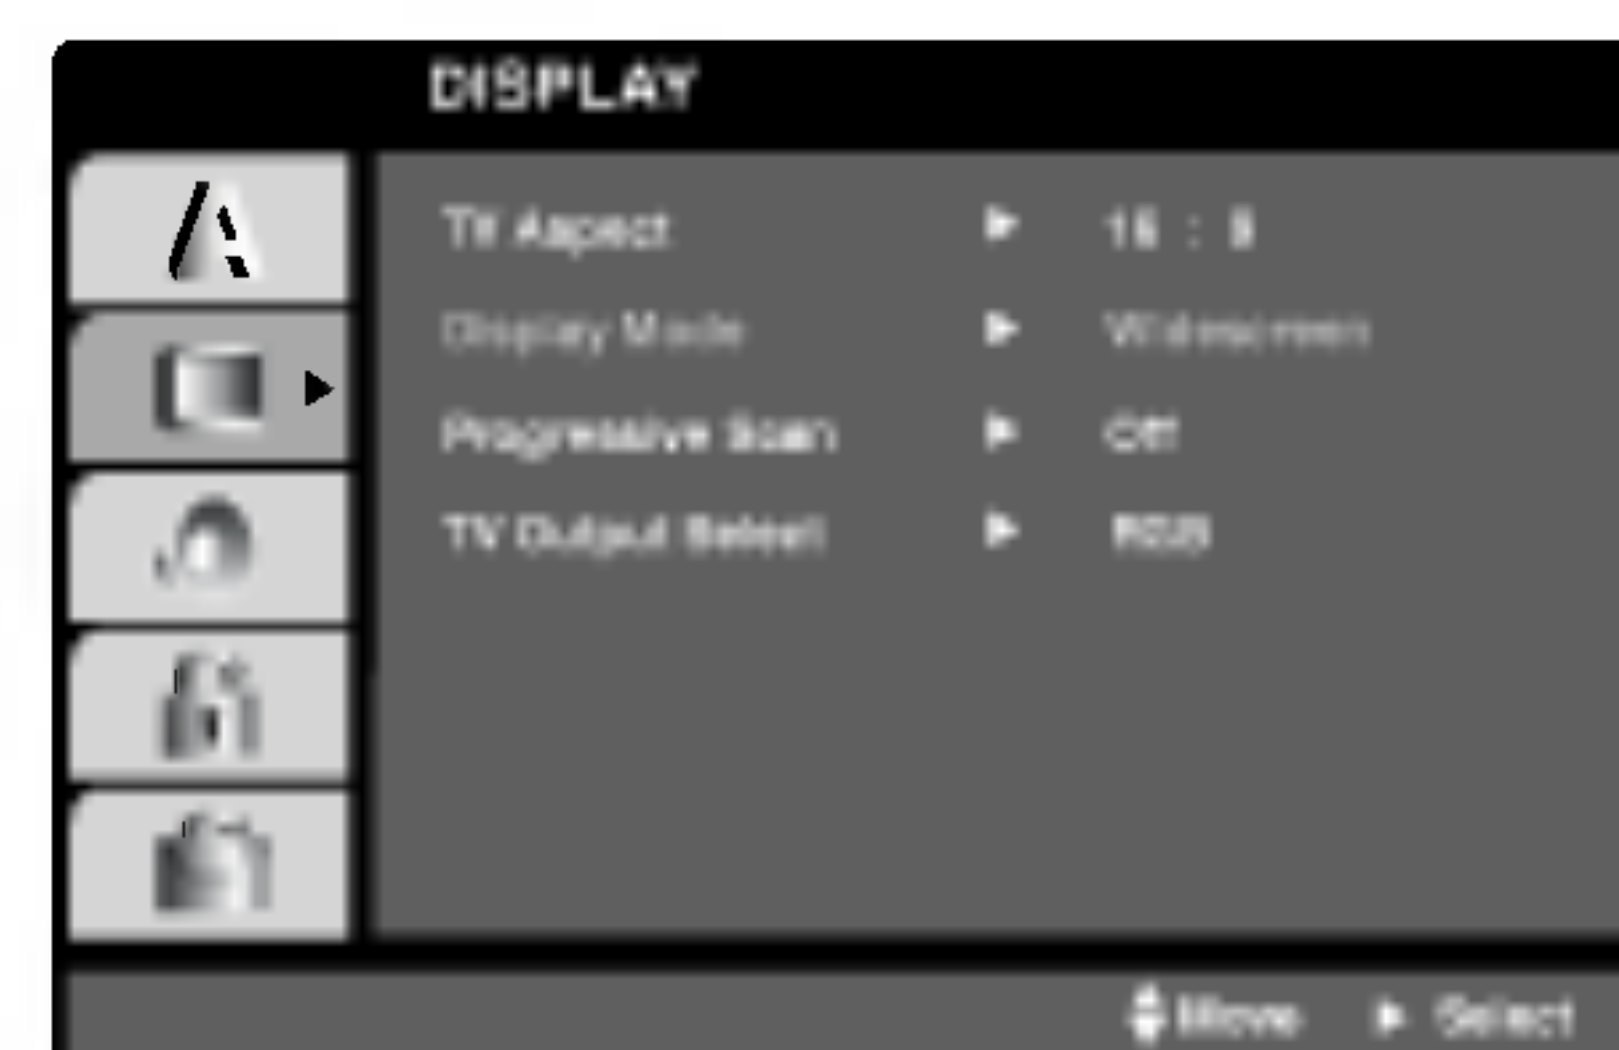 DISPLAY
TV Aspect ► 16 : 9
Display Mode ► Widescreen
Progressive Scan ► Off
TV Output Select ► RGB
Move ► Select